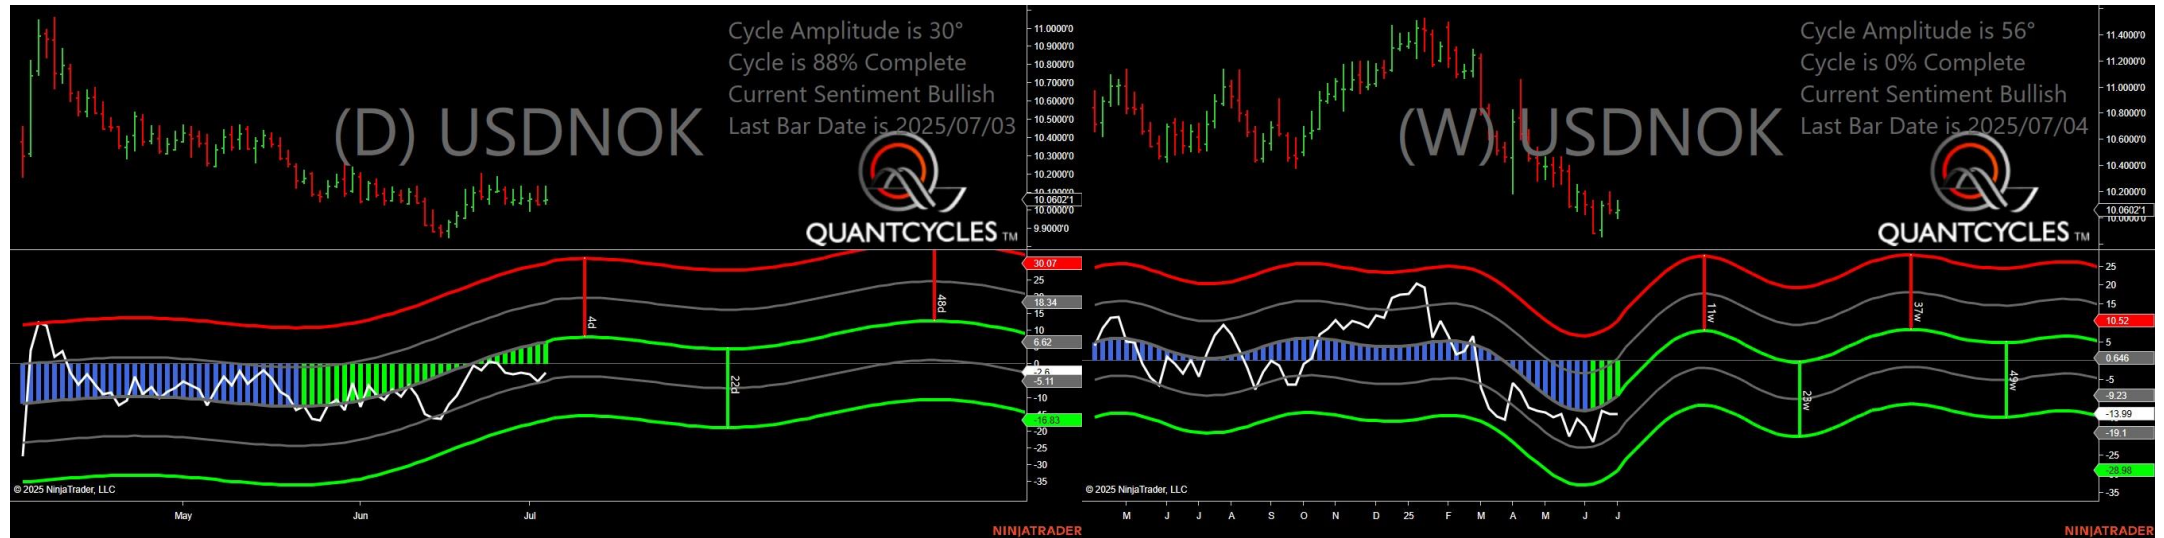 (D) USDNOK
Cycle Amplitude is 30°
Cycle is 88% Complete
Current Sentiment Bullish
Last Bar Date is 2025/07/03
QUANTCYCLES TM
11.0000'0
10.9000'0
10.8000'0
10.7000'0
10.6000'0
10.5000'0
10.4000'0
10.3000'0
10.2000'0
10.1000'0
10.0602'1
10.0000'0
9.9000'0
4d
22d
48d
30.07
25
18.34
15
10
6.62
0
-2.6
-5.11
-10
-16.83
-20
-25
-30
-35
© 2025 NinjaTrader, LLC
May
Jun
Jul
NINJATRADER
(W) USDNOK
Cycle Amplitude is 56°
Cycle is 0% Complete
Current Sentiment Bullish
Last Bar Date is 2025/07/04
QUANTCYCLES TM
11.4000'0
11.2000'0
11.0000'0
10.8000'0
10.6000'0
10.4000'0
10.2000'0
10.0602'1
10.0000'0
11w
23w
37w
49w
25
20
15
10.52
5
0.646
-5
-9.23
-13.99
-19.1
-25
-28.98
-35
© 2025 NinjaTrader, LLC
M
J
J
A
S
O
N
D
25
F
M
A
M
J
J
NINJATRADER